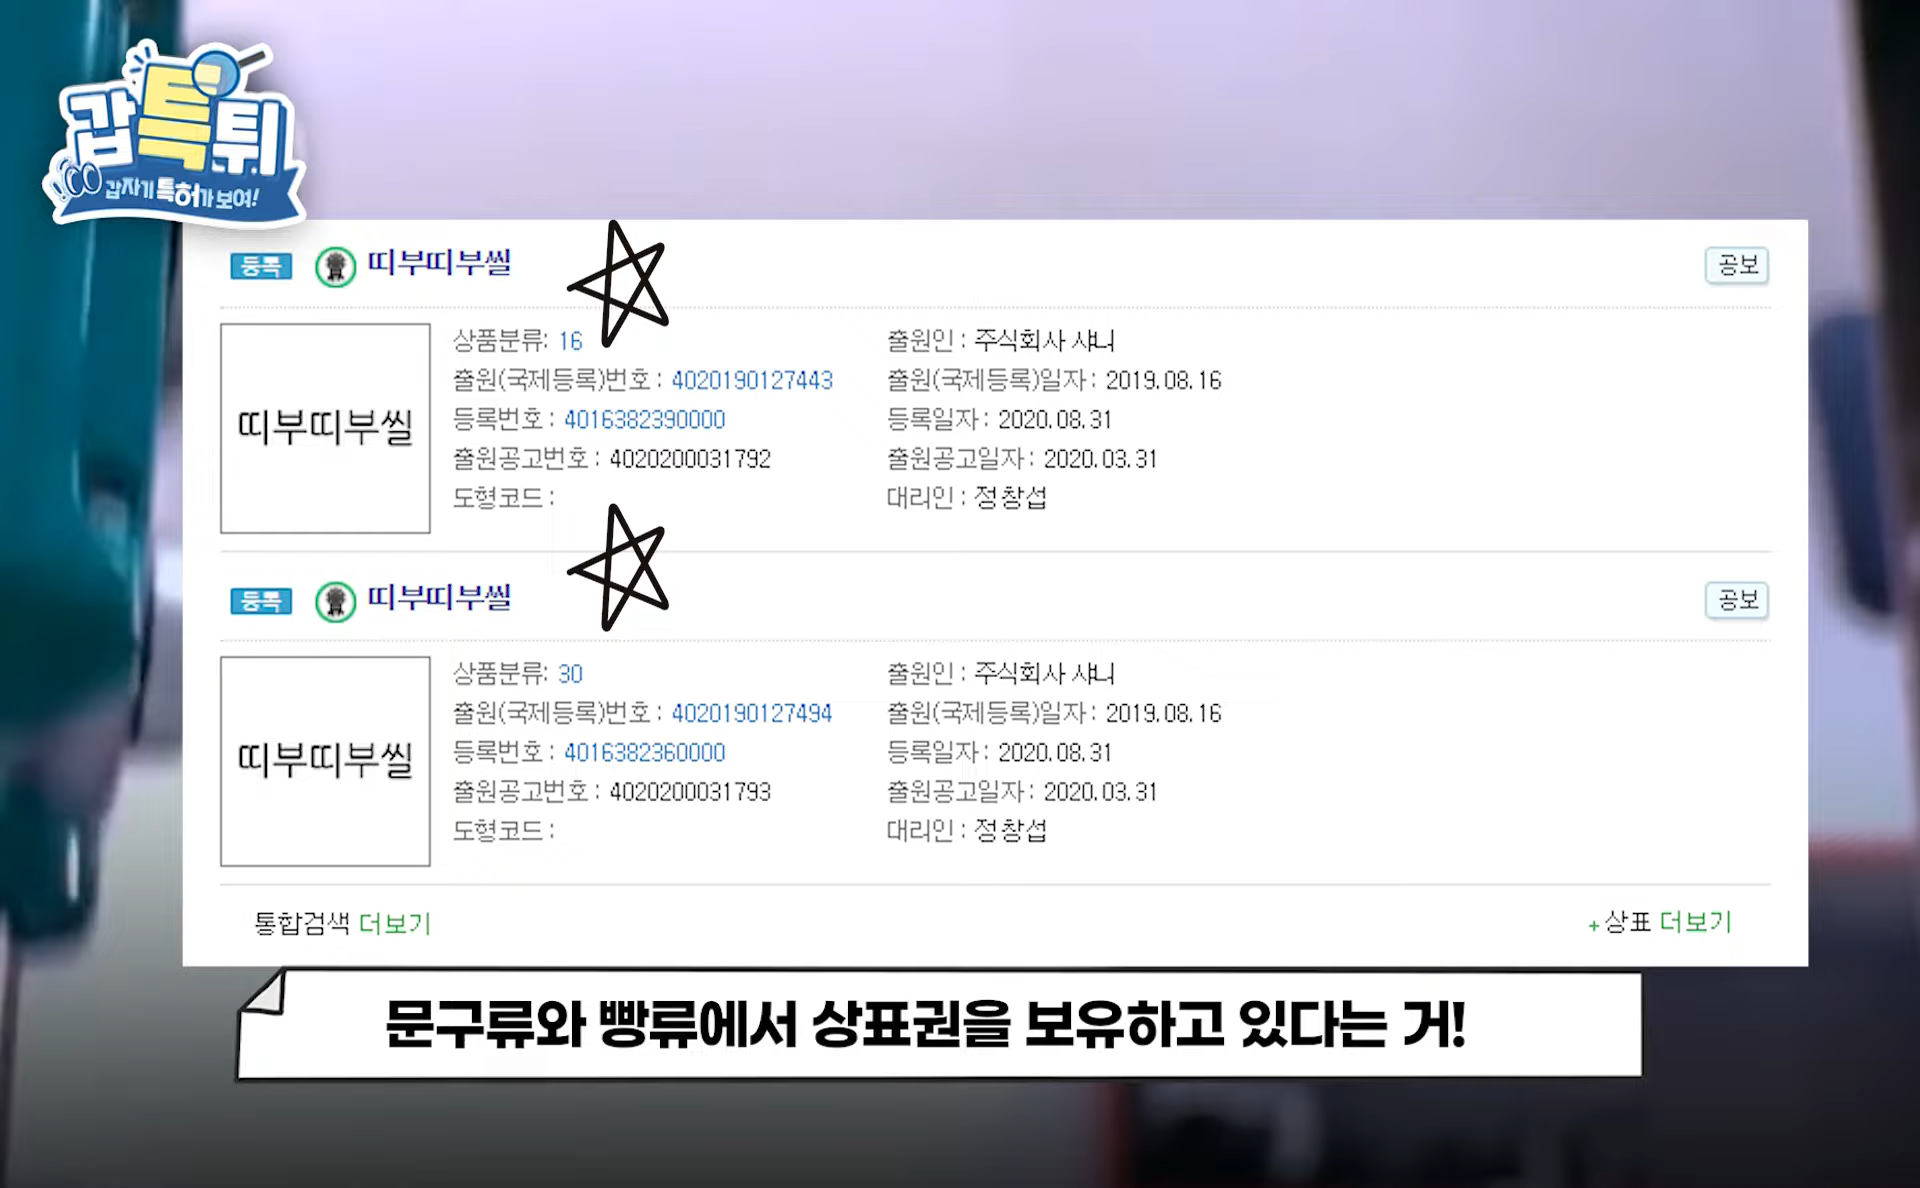 갑특튀
갑자기 특허가 보여!
등록 띠부띠부씰 공보
띠부띠부씰
상품분류: 16 출원인 : 주식회사 샤니
출원(국제등록)번호 : 4020190127443 출원(국제등록)일자 : 2019.08.16
등록번호 : 4016382390000 등록일자 : 2020.08.31
출원공고번호 : 4020200031792 출원공고일자 : 2020.03.31
도형코드 : 대리인 : 정창섭
등록 띠부띠부씰 공보
띠부띠부씰
상품분류: 30 출원인 : 주식회사 샤니
출원(국제등록)번호 : 4020190127494 출원(국제등록)일자 : 2019.08.16
등록번호 : 4016382360000 등록일자 : 2020.08.31
출원공고번호 : 4020200031793 출원공고일자 : 2020.03.31
도형코드 : 대리인 : 정창섭
통합검색 더보기 + 상표 더보기
문구류와 빵류에서 상표권을 보유하고 있다는 거!